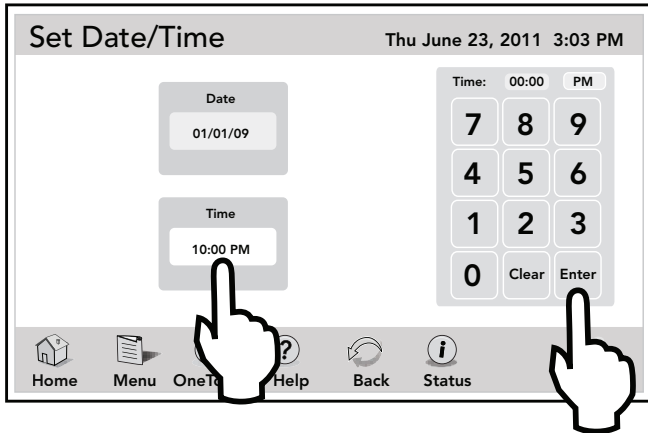 Set Date/Time
Thu June 23, 2011 3:03 PM
Date
01/01/09
Time
10:00 PM
Time: 00:00 PM
7 8 9
4 5 6
1 2 3
0 Clear Enter
?
i
Home Menu Help Back Status